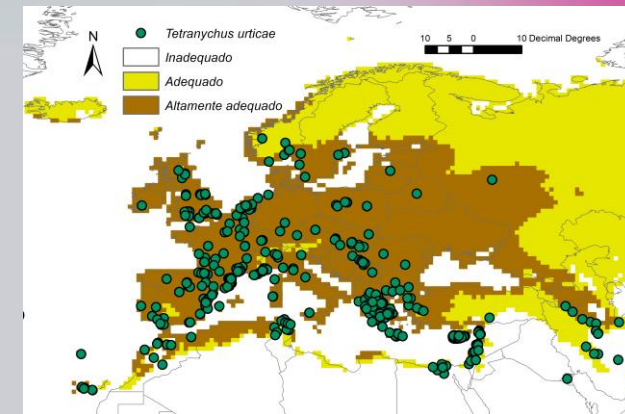 N
Tetranychus urticae
Inadequado
Adequado
Altamente adequado
10 5 0 10 Decimal Degrees